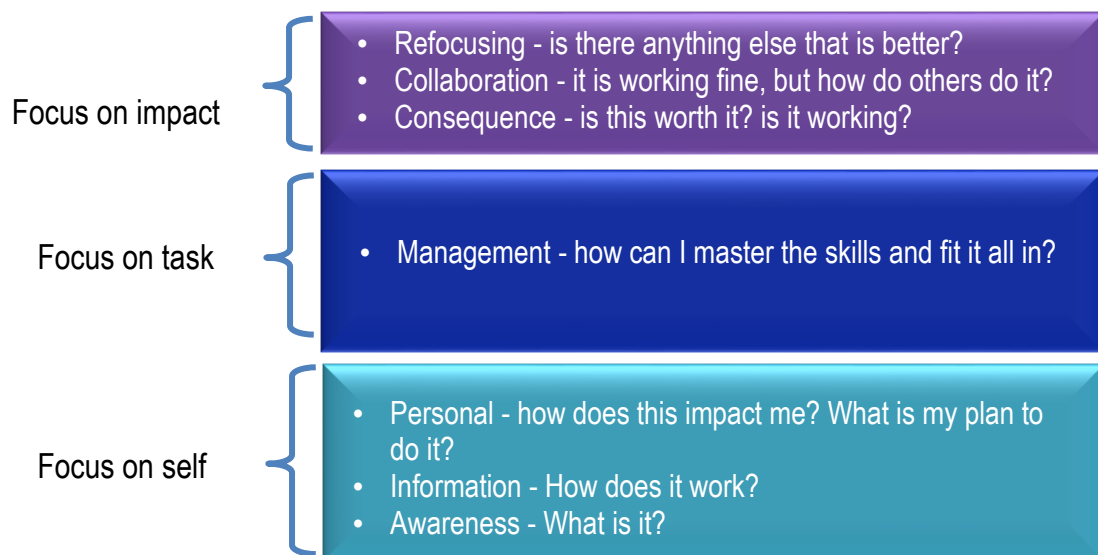 Focus on impact
• Refocusing - is there anything else that is better?
• Collaboration - it is working fine, but how do others do it?
• Consequence - is this worth it? is it working?
Focus on task
• Management - how can I master the skills and fit it all in?
Focus on self
• Personal - how does this impact me? What is my plan to
do it?
• Information - How does it work?
• Awareness - What is it?